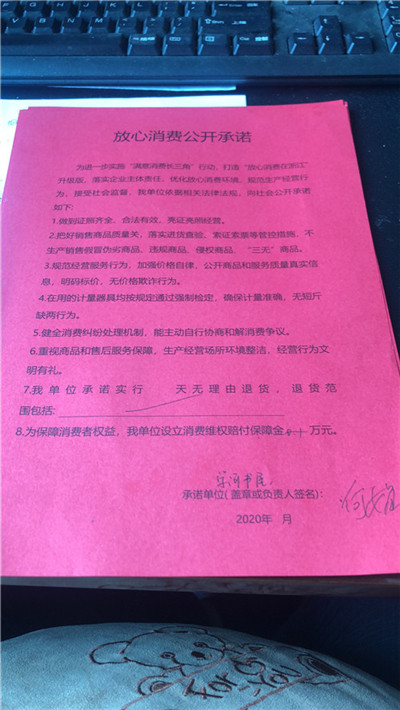 放心消费公开承诺
为进一步实施“满意消费长三角”行动，打造“放心消费在浙江”
升级版，落实企业主体责任，优化放心消费环境，规范生产经营行
为，接受社会监督，我单位依据相关法律法规，向社会公开承诺
如下：
1.做到证照齐全、合法有效，亮证亮照经营。
2.把好销售商品质量关，落实进货查验、索证索票等管控措施，不
生产销售假冒伪劣商品、违规商品、侵权商品、“三无”商品。
3.规范经营服务行为，加强价格自律，公开商品和服务质量真实信
息，明码标价，无价格欺诈行为。
4.在用的计量器具均按规定通过强制检定，确保计量准确，无短斤
缺两行为。
5.健全消费纠纷处理机制，能主动自行协商和解消费争议。
6.重视商品和售后服务保障，生产经营场所环境整洁，经营行为文
明有礼。
7.我单位承诺实行 天无理由退货，退货范
围包括:
8.为保障消费者权益，我单位设立消费维权赔付保障金 万元。
书店
承诺单位(盖章或负责人签名):
2020年 月
FOR
YOU